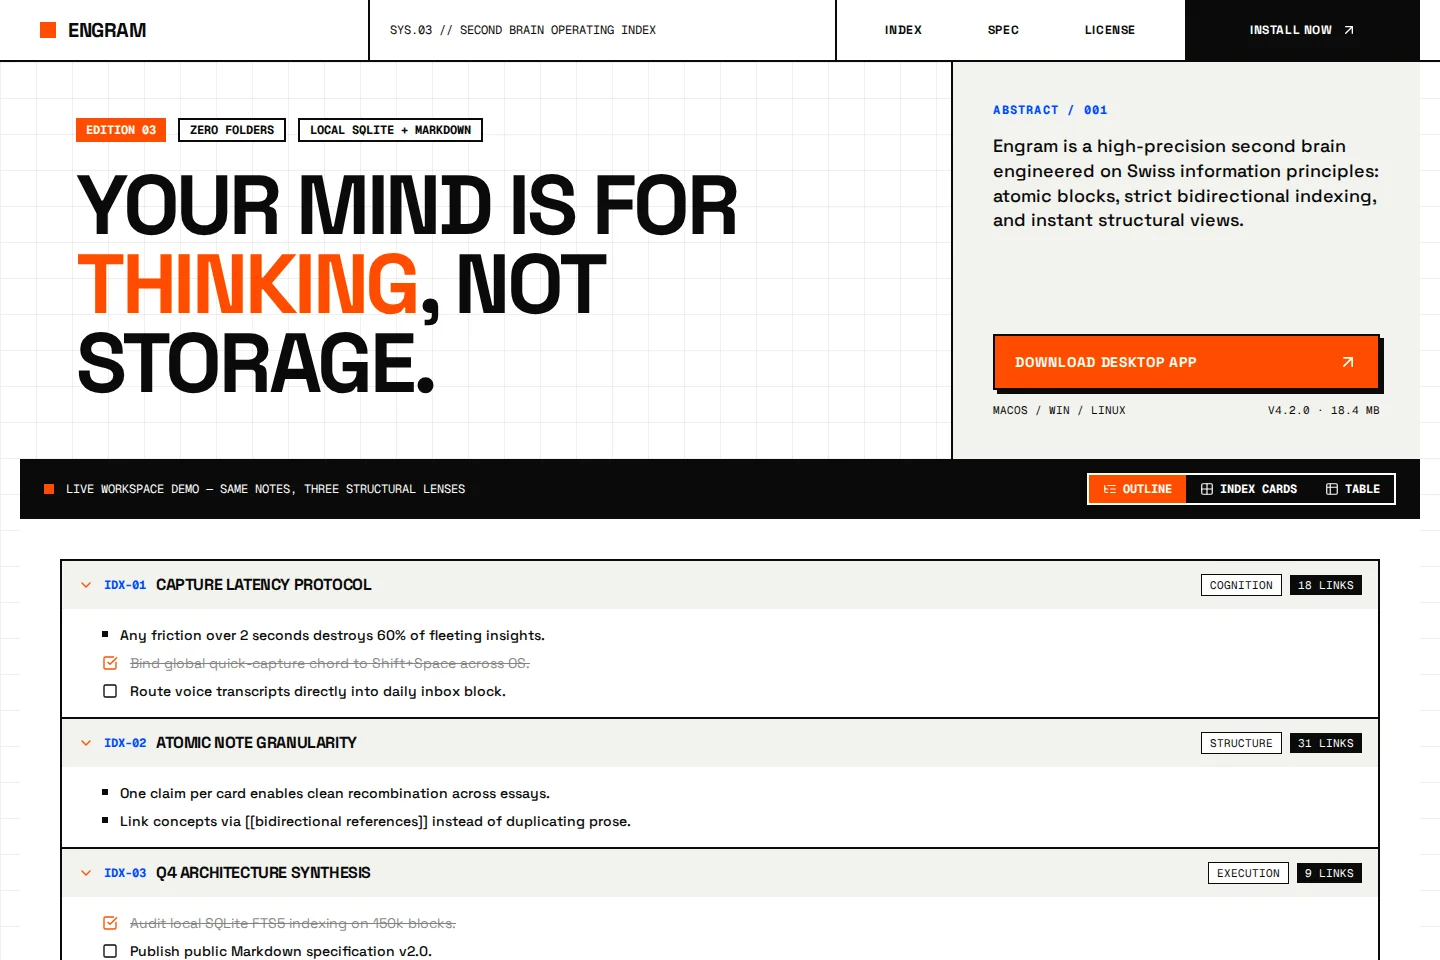 ENGRAM
SYS.03 // SECOND BRAIN OPERATING INDEX
INDEX
SPEC
LICENSE
INSTALL NOW
EDITION 03
ZERO FOLDERS
LOCAL SQLITE + MARKDOWN
YOUR MIND IS FOR
THINKING, NOT
STORAGE.
ABSTRACT / 001
Engram is a high-precision second brain
engineered on Swiss information principles:
atomic blocks, strict bidirectional indexing,
and instant structural views.
DOWNLOAD DESKTOP APP
MACOS / WIN / LINUX
V4.2.0 · 18.4 MB
LIVE WORKSPACE DEMO — SAME NOTES, THREE STRUCTURAL LENSES
OUTLINE
INDEX CARDS
TABLE
IDX-01 CAPTURE LATENCY PROTOCOL
COGNITION
18 LINKS
Any friction over 2 seconds destroys 60% of fleeting insights.
Bind global quick-capture chord to Shift+Space across OS.
Route voice transcripts directly into daily inbox block.
IDX-02 ATOMIC NOTE GRANULARITY
STRUCTURE
31 LINKS
One claim per card enables clean recombination across essays.
Link concepts via [[bidirectional references]] instead of duplicating prose.
IDX-03 Q4 ARCHITECTURE SYNTHESIS
EXECUTION
9 LINKS
Audit local SQLite FTS5 indexing on 150k blocks.
Publish public Markdown specification v2.0.